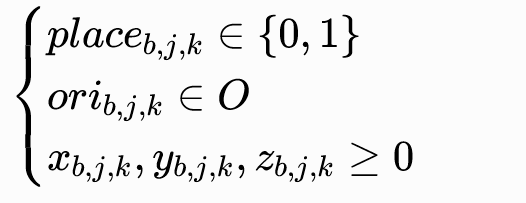 place_{b,j,k} ∈ {0, 1}
ori_{b,j,k} ∈ O
x_{b,j,k}, y_{b,j,k}, z_{b,j,k} ≥ 0